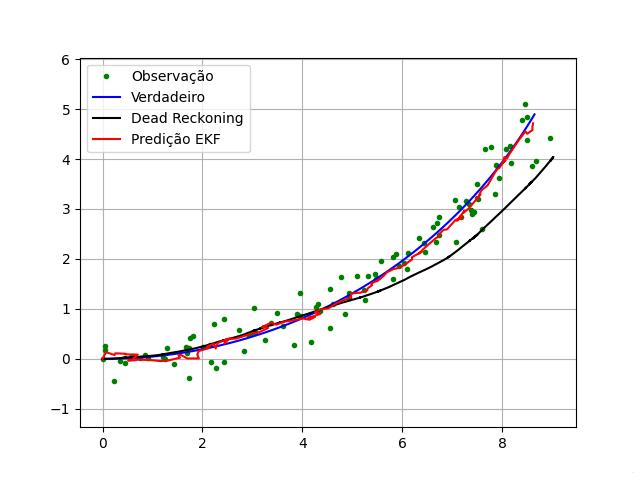 6
5
4
3
2
1
0
−1
0 2 4 6 8
Observação
Verdadeiro
Dead Reckoning
Predição EKF